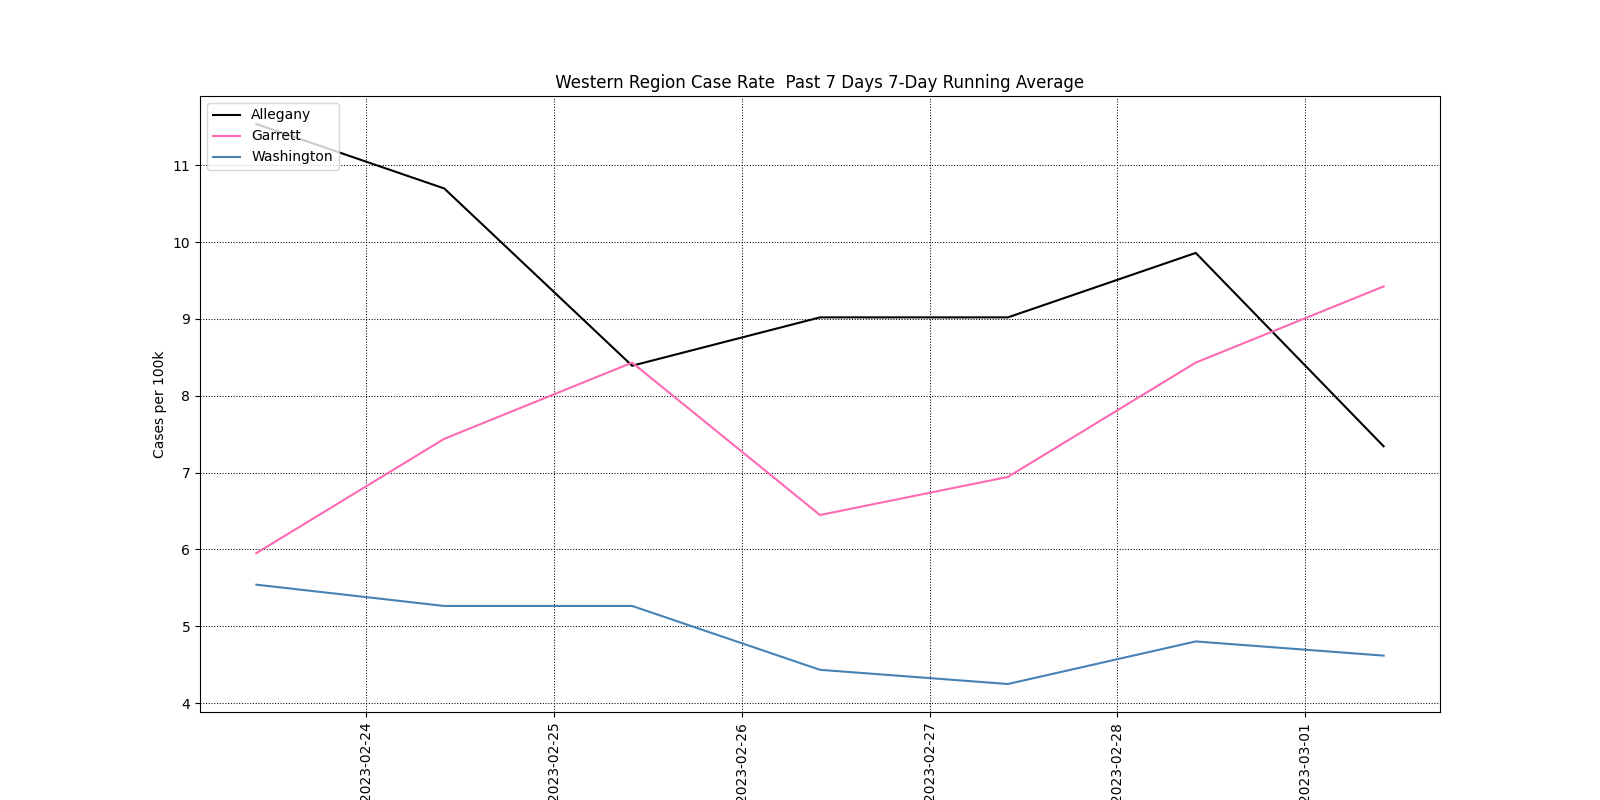 Western Region Case Rate  Past 7 Days 7-Day Running Average
Allegany
Garrett
Washington
11
10
9
8
7
6
5
4
Cases per 100k
2023-02-24
2023-02-25
2023-02-26
2023-02-27
2023-02-28
2023-03-01